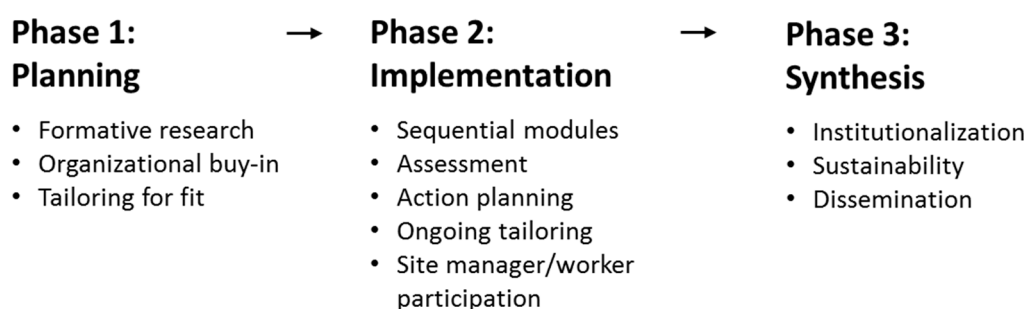 Phase 1:
Planning
• Formative research
• Organizational buy-in
• Tailoring for fit
→
Phase 2:
Implementation
• Sequential modules
• Assessment
• Action planning
• Ongoing tailoring
• Site manager/worker
participation
→
Phase 3:
Synthesis
• Institutionalization
• Sustainability
• Dissemination